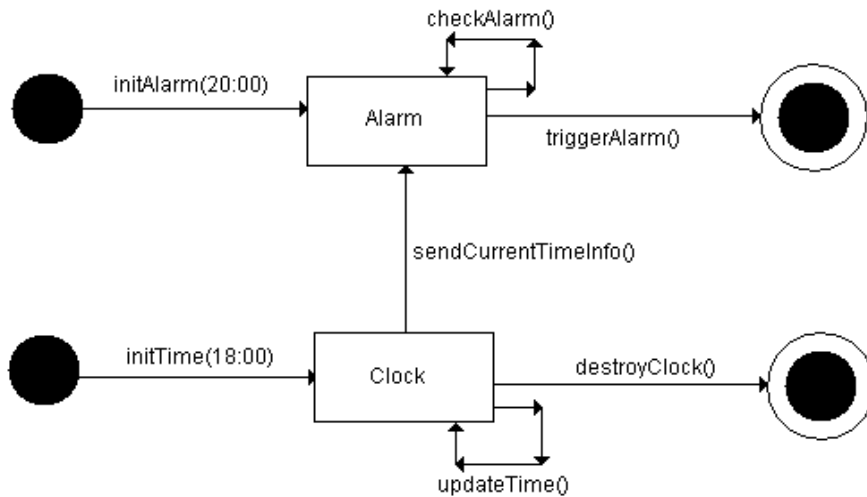 checkAlarm()
initAlarm(20:00)
Alarm
triggerAlarm()
sendCurrentTimeInfo()
initTime(18:00)
Clock
destroyClock()
updateTime()